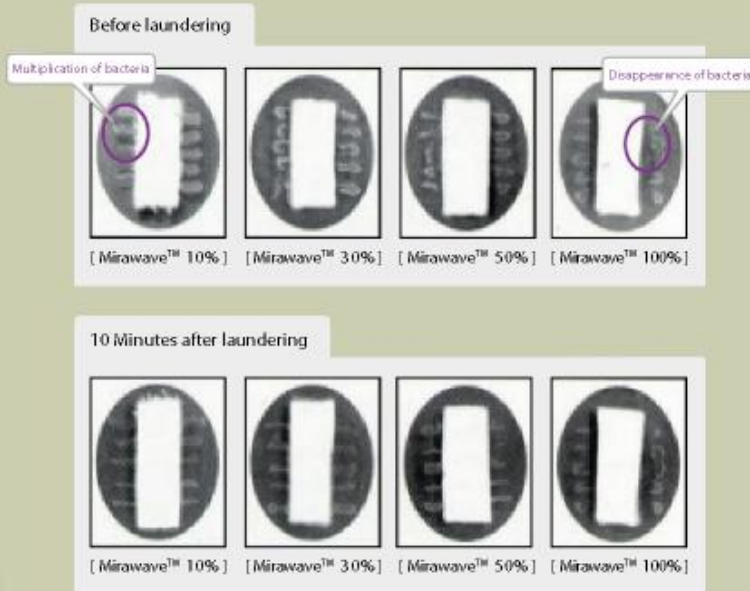 Before laundering
Multiplication of bacteria
Disappearance of bacteria
[ Mirawave™ 10% ] [ Mirawave™ 30% ] [ Mirawave™ 50% ] [ Mirawave™ 100% ]
10 Minutes after laundering
[ Mirawave™ 10% ] [ Mirawave™ 30% ] [ Mirawave™ 50% ] [ Mirawave™ 100% ]